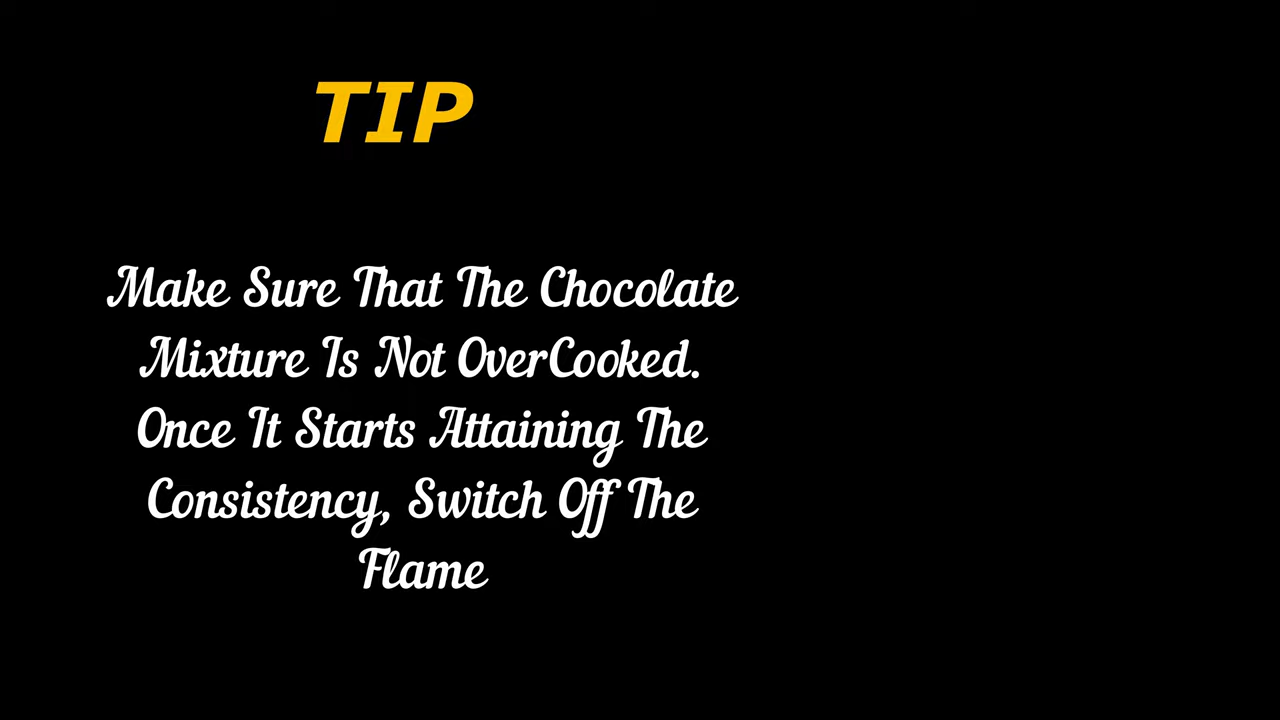 TIP
Make Sure That The Chocolate
Mixture Is Not OverCooked.
Once It Starts Attaining The
Consistency, Switch Off The
Flame